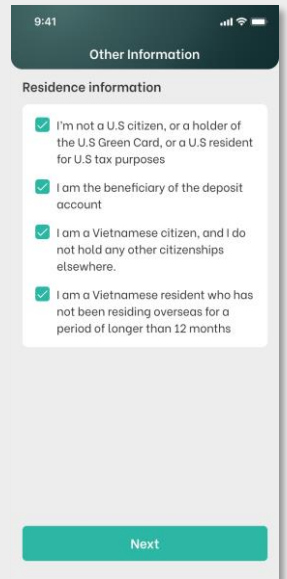 9:41
Other Information
Residence information
I'm not a U.S citizen, or a holder of
the U.S Green Card, or a U.S resident
for U.S tax purposes
I am the beneficiary of the deposit
account
I am a Vietnamese citizen, and I do
not hold any other citizenships
elsewhere.
I am a Vietnamese resident who has
not been residing overseas for a
period of longer than 12 months
Next